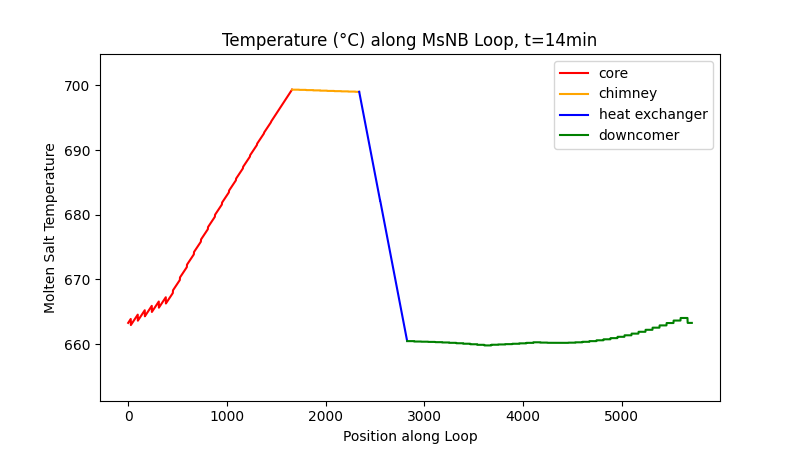 Temperature (°C) along MsNB Loop, t=14min
core
chimney
heat exchanger
downcomer
Molten Salt Temperature
700
690
680
670
660
0 1000 2000 3000 4000 5000
Position along Loop